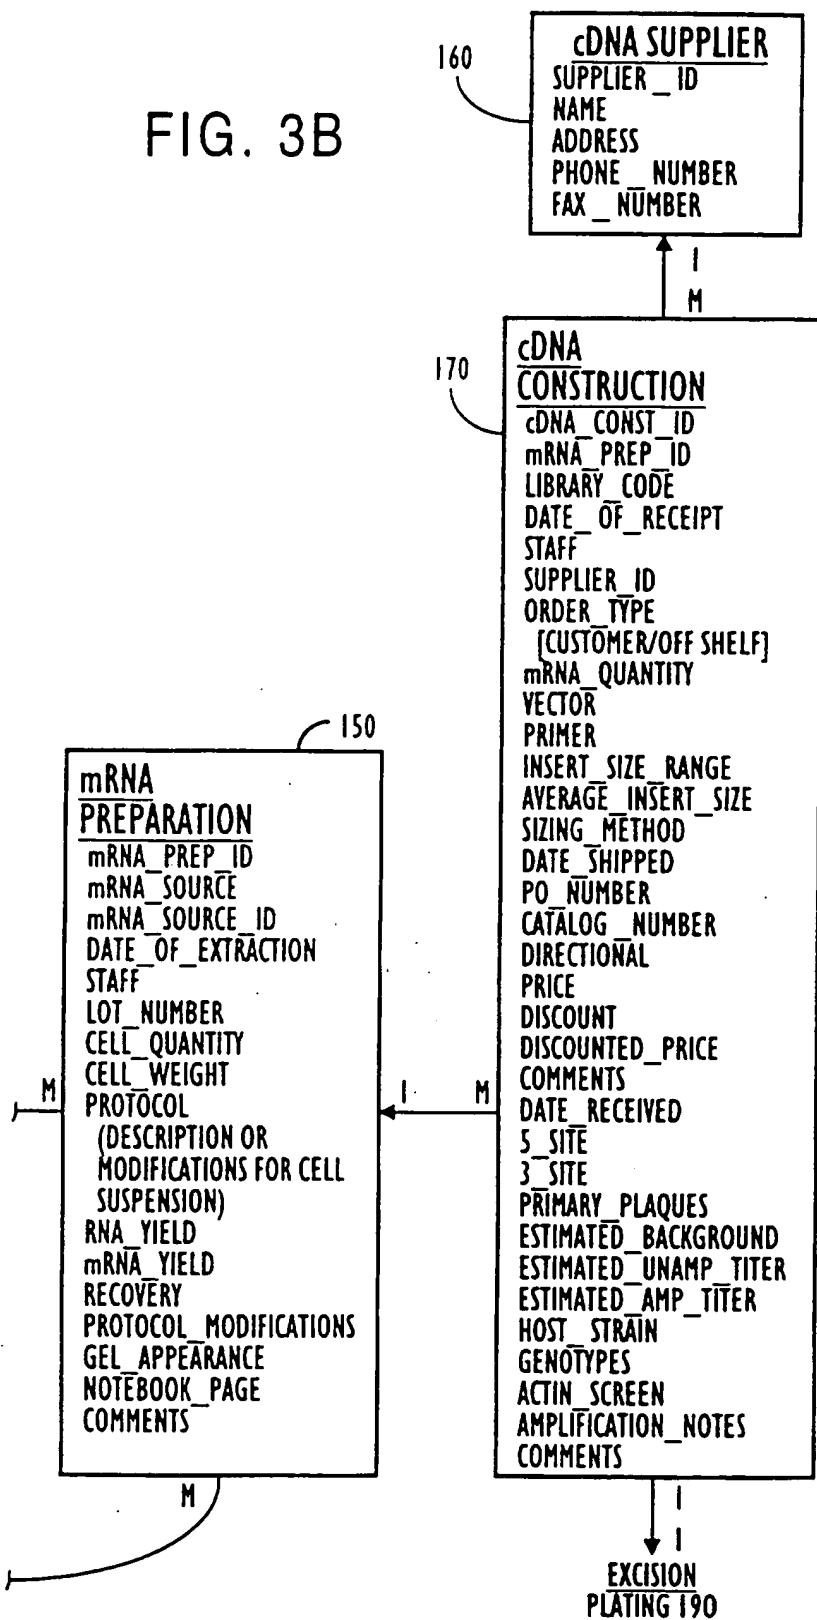 FIG. 3B
160
cDNA SUPPLIER
SUPPLIER_ID
NAME
ADDRESS
PHONE_NUMBER
FAX_NUMBER
1
M
170
cDNA
CONSTRUCTION
cDNA_CONST_ID
mRNA_PREP_ID
LIBRARY_CODE
DATE_OF_RECEIPT
STAFF
SUPPLIER_ID
ORDER_TYPE
[CUSTOMER/OFF SHELF]
mRNA_QUANTITY
VECTOR
PRIMER
INSERT_SIZE_RANGE
AVERAGE_INSERT_SIZE
SIZING_METHOD
DATE_SHIPPED
PO_NUMBER
CATALOG_NUMBER
DIRECTIONAL
PRICE
DISCOUNT
DISCOUNTED_PRICE
COMMENTS
DATE_RECEIVED
5_SITE
3_SITE
PRIMARY_PLAQUES
ESTIMATED_BACKGROUND
ESTIMATED_UNAMP_TITER
ESTIMATED_AMP_TITER
HOST_STRAIN
GENOTYPES
ACTIN_SCREEN
AMPLIFICATION_NOTES
COMMENTS
150
mRNA
PREPARATION
mRNA_PREP_ID
mRNA_SOURCE
mRNA_SOURCE_ID
DATE_OF_EXTRACTION
STAFF
LOT_NUMBER
CELL_QUANTITY
CELL_WEIGHT
PROTOCOL
(DESCRIPTION OR
MODIFICATIONS FOR CELL
SUSPENSION)
RNA_YIELD
mRNA_YIELD
RECOVERY
PROTOCOL_MODIFICATIONS
GEL_APPEARANCE
NOTEBOOK_PAGE
COMMENTS
M
1 M
M
1
1
EXCISION
PLATING 190